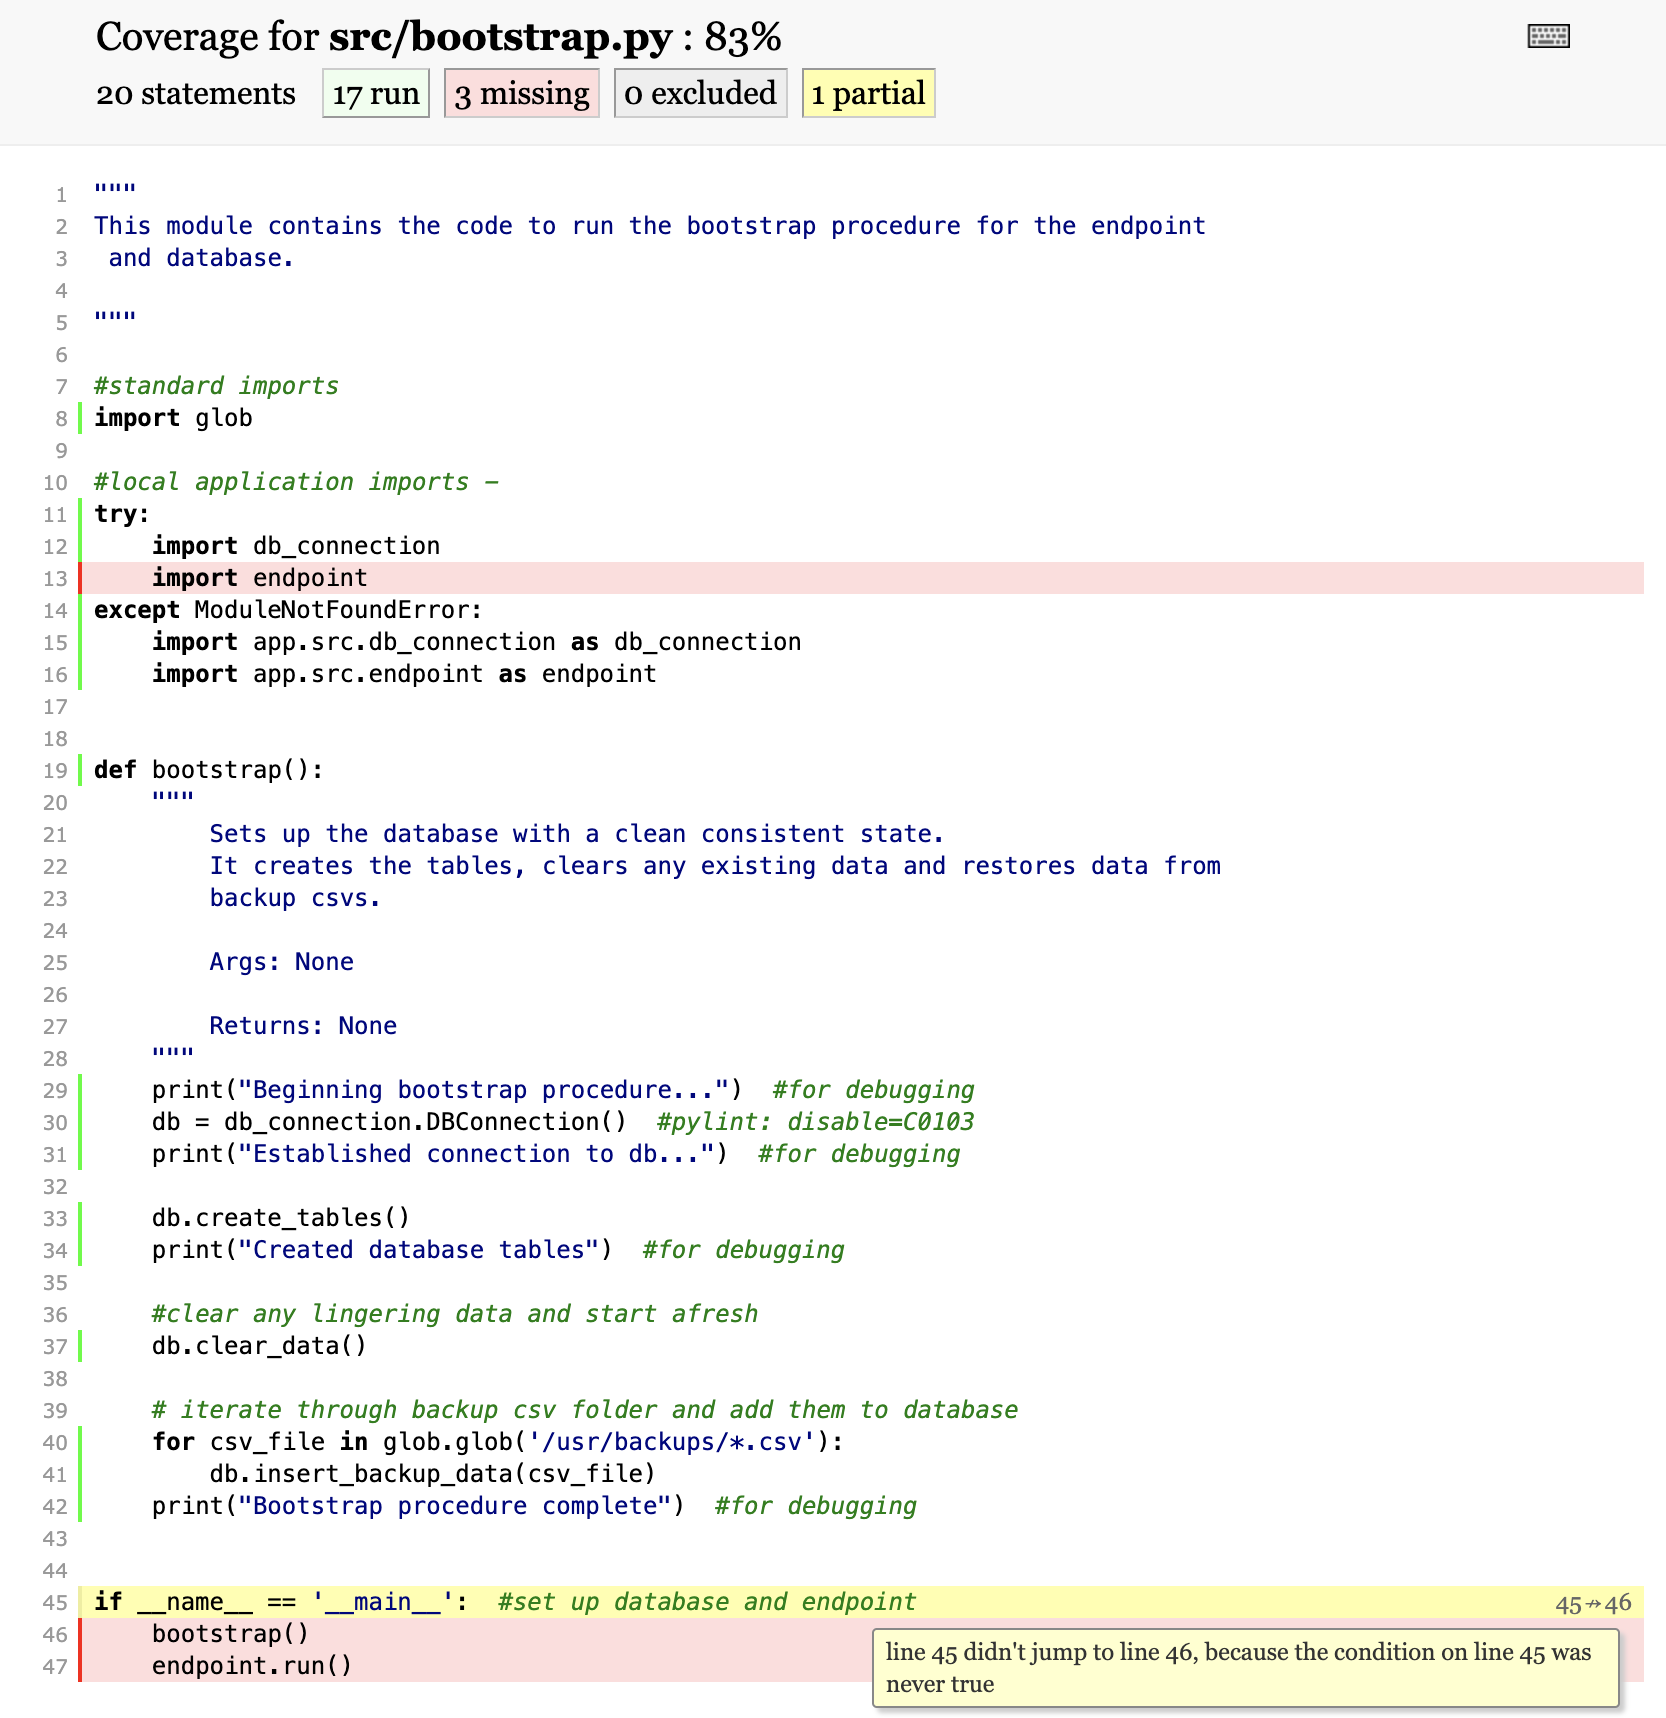 Coverage for src/bootstrap.py : 83%
20 statements 17 run 3 missing 0 excluded 1 partial
1 """
2 This module contains the code to run the bootstrap procedure for the endpoint
3  and database.
4
5 """
6
7 #standard imports
8 import glob
9
10 #local application imports –
11 try:
12     import db_connection
13     import endpoint
14 except ModuleNotFoundError:
15     import app.src.db_connection as db_connection
16     import app.src.endpoint as endpoint
17
18
19 def bootstrap():
20     """
21         Sets up the database with a clean consistent state.
22         It creates the tables, clears any existing data and restores data from
23         backup csvs.
24
25         Args: None
26
27         Returns: None
28     """
29     print("Beginning bootstrap procedure...")  #for debugging
30     db = db_connection.DBConnection()  #pylint: disable=C0103
31     print("Established connection to db...")  #for debugging
32
33     db.create_tables()
34     print("Created database tables")  #for debugging
35
36     #clear any lingering data and start afresh
37     db.clear_data()
38
39     # iterate through backup csv folder and add them to database
40     for csv_file in glob.glob('/usr/backups/*.csv'):
41         db.insert_backup_data(csv_file)
42     print("Bootstrap procedure complete")  #for debugging
43
44
45 if __name__ == '__main__':  #set up database and endpoint 45↛46
46     bootstrap()
47     endpoint.run()
line 45 didn't jump to line 46, because the condition on line 45 was
never true